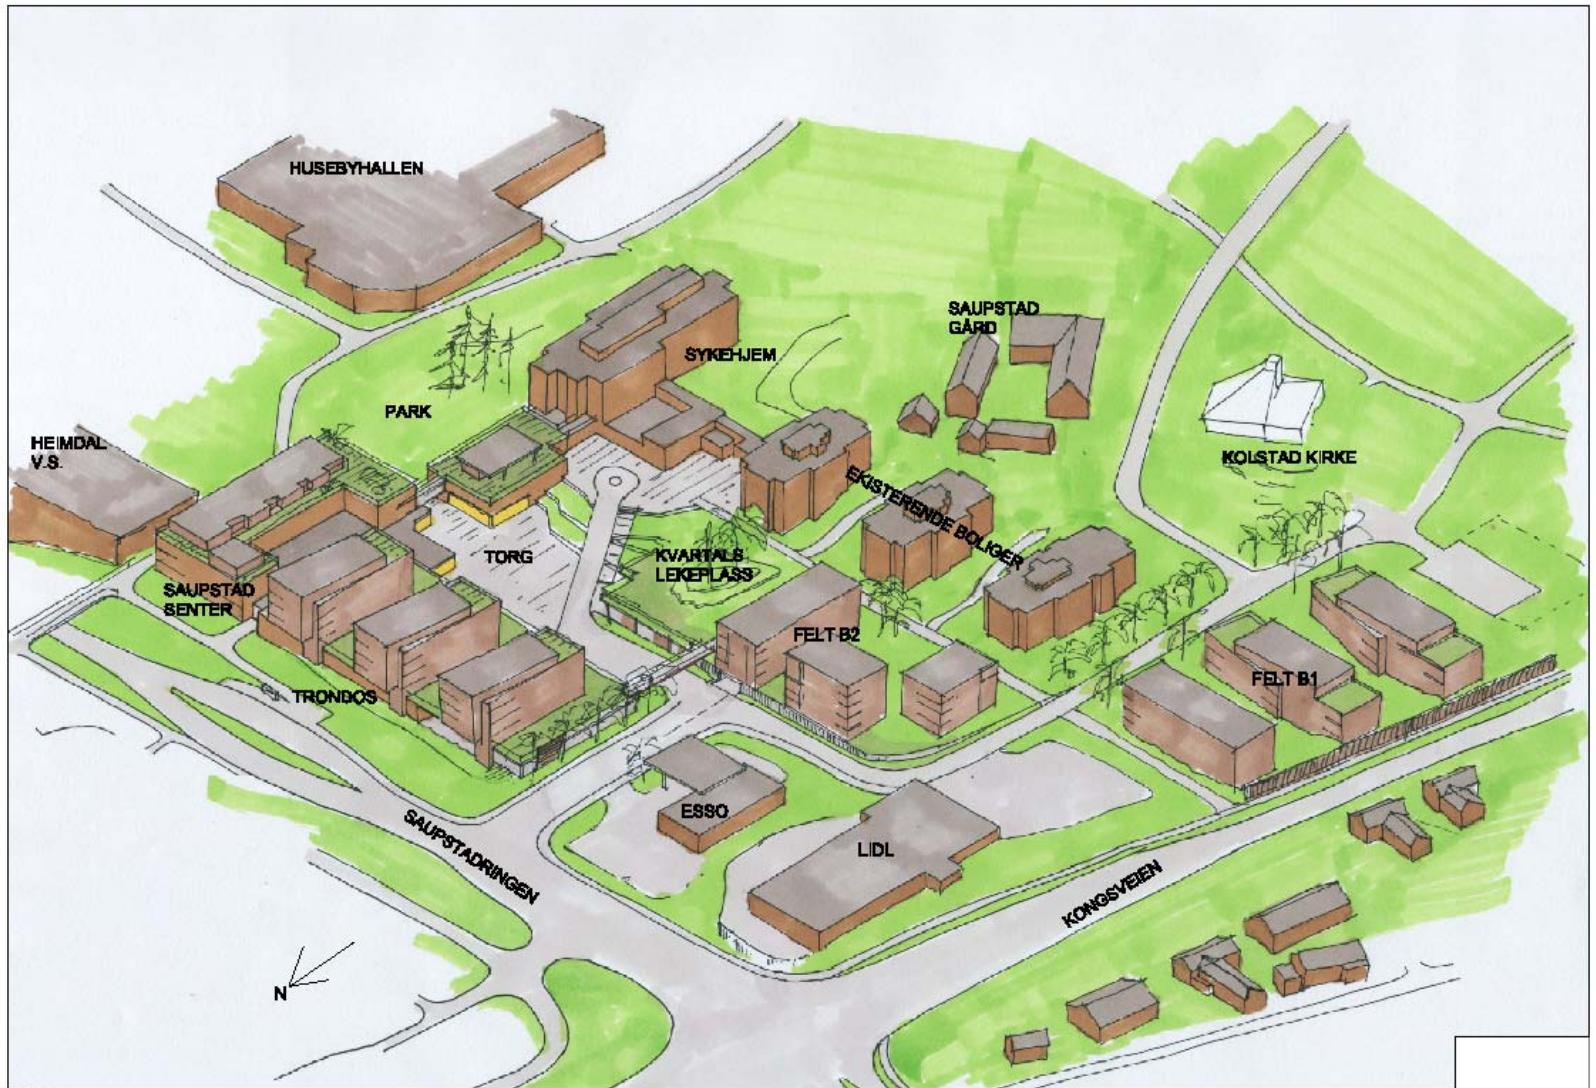 HUSEBYHALLEN
SAUPSTAD
GÅRD
SYKEHJEM
PARK
HEIMDAL
V.S.
KOLSTAD KIRKE
EKISTERENDE BOLIGER
TORG
KVARTALS
LEKEPLASS
SAUPSTAD
SENTER
FELT B2
FELT B1
TRONDOS
ESSO
LIDL
SAUPSTADRINGEN
KONGSVEIEN
N